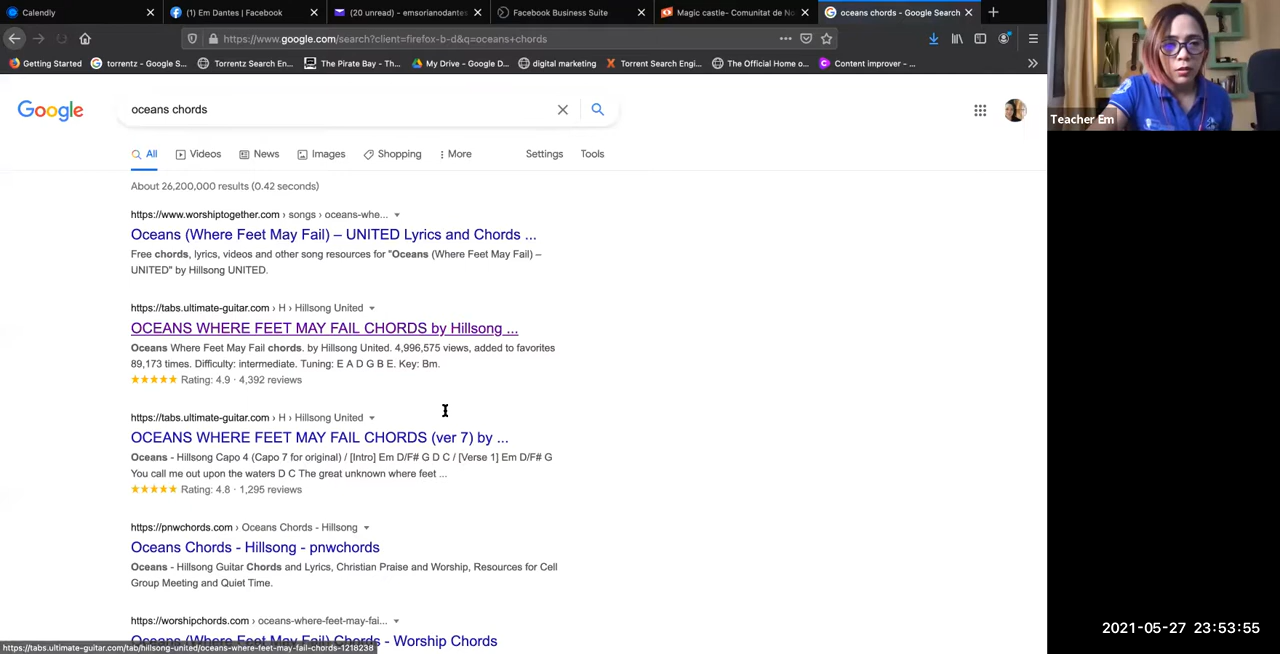 Calendly
(1) Em Dantes | Facebook
(20 unread) - emsorianodantes
Facebook Business Suite
Magic castle- Comunitat de No
oceans chords - Google Search
https://www.google.com/search?client=firefox-b-d&q=oceans+chords
Getting Started
torrentz - Google S...
Torrentz Search En...
The Pirate Bay - Th...
My Drive - Google D...
digital marketing
Torrent Search Engi...
The Official Home o...
Content improver - ...
Teacher Em
Google
oceans chords
All
Videos
News
Images
Shopping
More
Settings
Tools
About 26,200,000 results (0.42 seconds)
https://www.worshiptogether.com › songs › oceans-whe...
Oceans (Where Feet May Fail) – UNITED Lyrics and Chords ...
Free chords, lyrics, videos and other song resources for "Oceans (Where Feet May Fail) –
UNITED" by Hillsong UNITED.
https://tabs.ultimate-guitar.com › H › Hillsong United
OCEANS WHERE FEET MAY FAIL CHORDS by Hillsong ...
Oceans Where Feet May Fail chords. by Hillsong United. 4,996,575 views, added to favorites
89,173 times. Difficulty: intermediate. Tuning: E A D G B E. Key: Bm.
★★★★★ Rating: 4.9 · 4,392 reviews
https://tabs.ultimate-guitar.com › H › Hillsong United
OCEANS WHERE FEET MAY FAIL CHORDS (ver 7) by ...
Oceans - Hillsong Capo 4 (Capo 7 for original) / [Intro] Em D/F# G D C / [Verse 1] Em D/F# G
You call me out upon the waters D C The great unknown where feet ...
★★★★★ Rating: 4.8 · 1,295 reviews
https://pnwchords.com › Oceans Chords - Hillsong
Oceans Chords - Hillsong - pnwchords
Oceans - Hillsong Guitar Chords and Lyrics, Christian Praise and Worship, Resources for Cell
Group Meeting and Quiet Time.
https://worshipchords.com › oceans-where-feet-may-fai...
Oceans (Where Feet May Fail) Chords - Worship Chords
https://tabs.ultimate-guitar.com/tab/hillsong-united/oceans-where-feet-may-fail-chords-1218238
2021-05-27 23:53:55